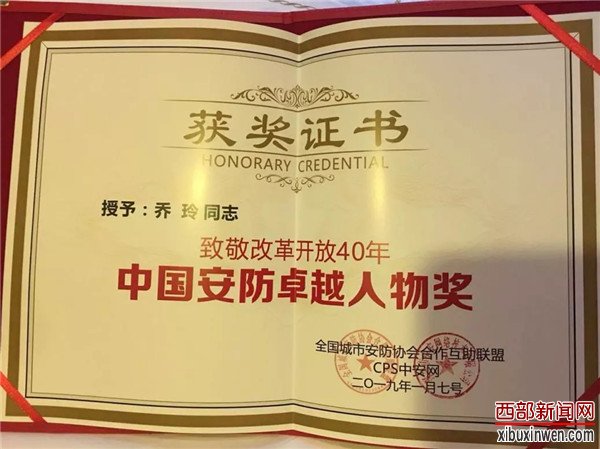 获奖证书
HONORARY CREDENTIAL
授予：乔 玲同志
致敬改革开放40年
中国安防卓越人物奖
全国城市安防协会合作互助联盟
CPS中安网
二〇一九年一月七号
西部新闻网
xibuxinwen.com